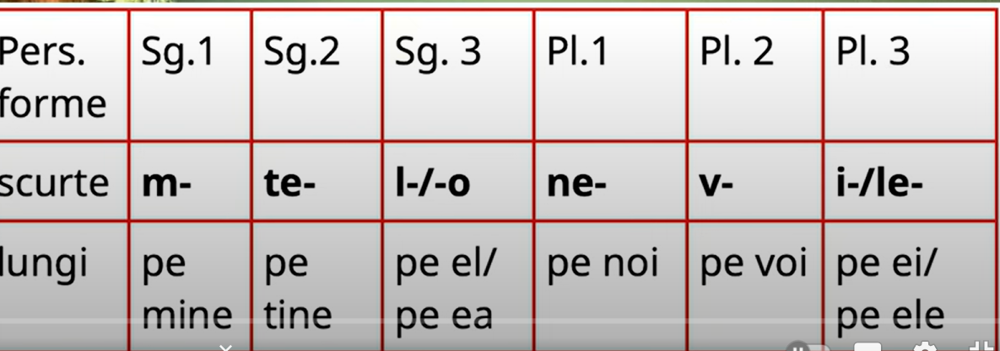 Pers. Sg.1 Sg.2 Sg. 3 Pl.1 Pl. 2 Pl. 3
forme
scurte m- te- l-/-o ne- v- i-/le-
lungi pe pe pe el/ pe noi pe voi pe ei/
mine tine pe ea pe ele